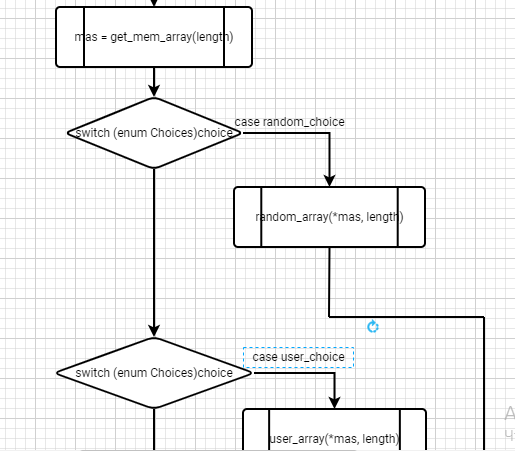 mas = get_mem_array(length)
case random_choice
switch (enum Choices)choice
random_array(*mas, length)
case user_choice
switch (enum Choices)choice
user_array(*mas, length)